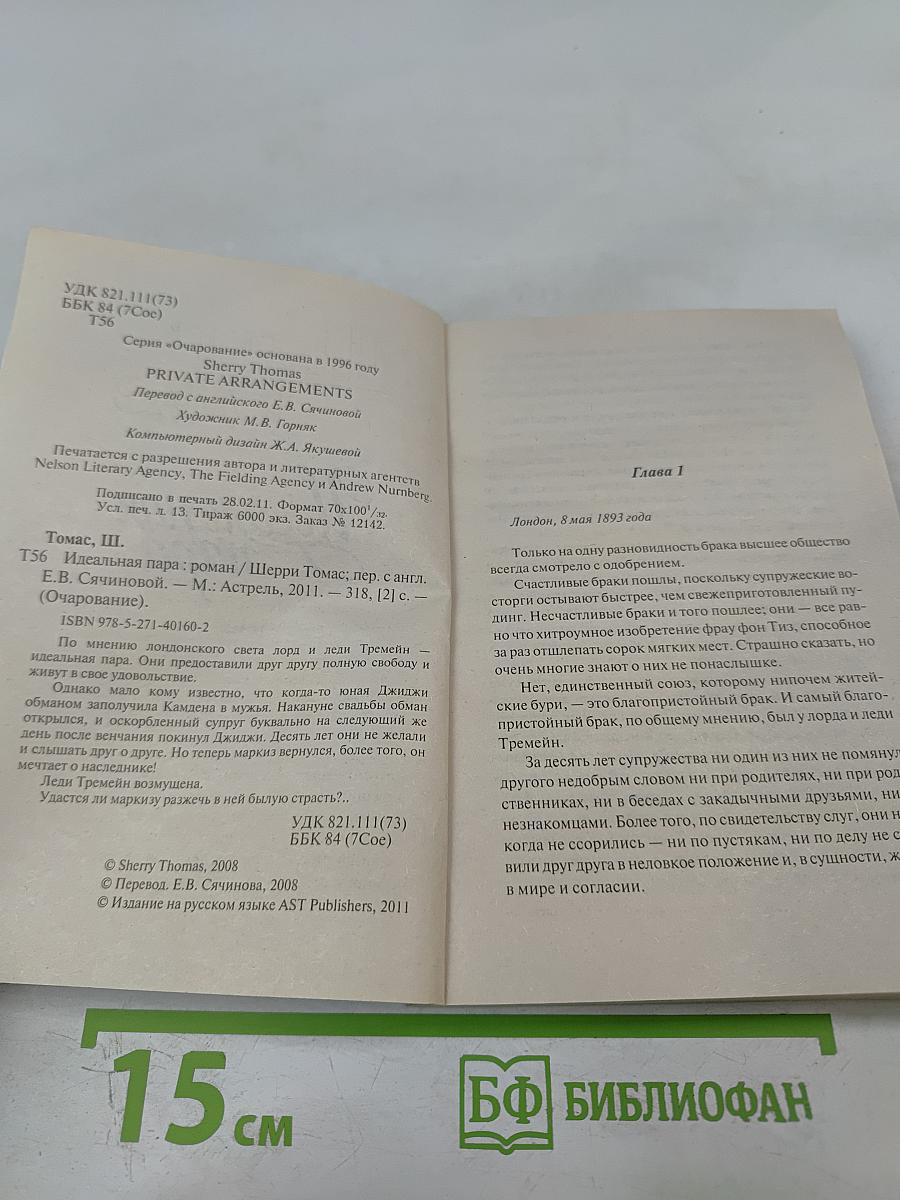 УДК 821.111(73)
ББК 84 (7Сое)
Т56
Серия «Очарование» основана в 1996 году
Sherry Thomas
PRIVATE ARRANGEMENTS
Перевод с английского Е.В. Сячиновой
Художник М.В. Горняк
Компьютерный дизайн Ж.А. Якушевой
Печатается с разрешения автора и литературных агентств
Nelson Literary Agency, The Fielding Agency и Andrew Nurnberg.
Подписано в печать 28.02.11. Формат 70х100 1/32.
Усл. печ. л. 13. Тираж 6000 экз. Заказ № 12142.
Томас, Ш.
Т56 Идеальная пара : роман / Шерри Томас; пер. с англ.
Е.В. Сячиновой. — М.: Астрель, 2011. — 318, [2] с. —
(Очарование).
ISBN 978-5-271-40160-2
По мнению лондонского света лорд и леди Тремейн —
идеальная пара. Они предоставили друг другу полную свободу и
живут в свое удовольствие.
Однако мало кому известно, что когда-то юная Джиджи
обманом заполучила Камдена в мужья. Накануне свадьбы обман
открылся, и оскорбленный супруг буквально на следующий же
день после венчания покинул Джиджи. Десять лет они не желали
и слышать друг о друге. Но теперь маркиз вернулся, более того, он
мечтает о наследнике!
Леди Тремейн возмущена.
Удастся ли маркизу разжечь в ней былую страсть?..
УДК 821.111(73)
ББК 84 (7Сое)
© Sherry Thomas, 2008
© Перевод. Е.В. Сячинова, 2008
© Издание на русском языке AST Publishers, 2011
Глава 1
Лондон, 8 мая 1893 года
Только на одну разновидность брака высшее общество
всегда смотрело с одобрением.
Счастливые браки пошлы, поскольку супружеские во-
сторги остывают быстрее, чем свежеприготовленный пу-
динг. Несчастливые браки и того пошлее; они — все рав-
но что хитроумное изобретение фрау фон Тиз, способное
за раз отшлепать сорок мягких мест. Страшно сказать, но
очень многие знают о них не понаслышке.
Нет, единственный союз, которому нипочем житей-
ские бури, — это благопристойный брак. И самый благо-
пристойный брак, по общему мнению, был у лорда и леди
Тремейн.
За десять лет супружества ни один из них не помянул
другого недобрым словом ни при родителях, ни при род
ственниках, ни в беседах с закадычными друзьями, ни
незнакомцами. Более того, по свидетельству слуг, они н
когда не ссорились — ни по пустякам, ни по делу не с
вили друг друга в неловкое положение и, в сущности, ж
в мире и согласии.
15 см
БФ БИБЛИОФАН